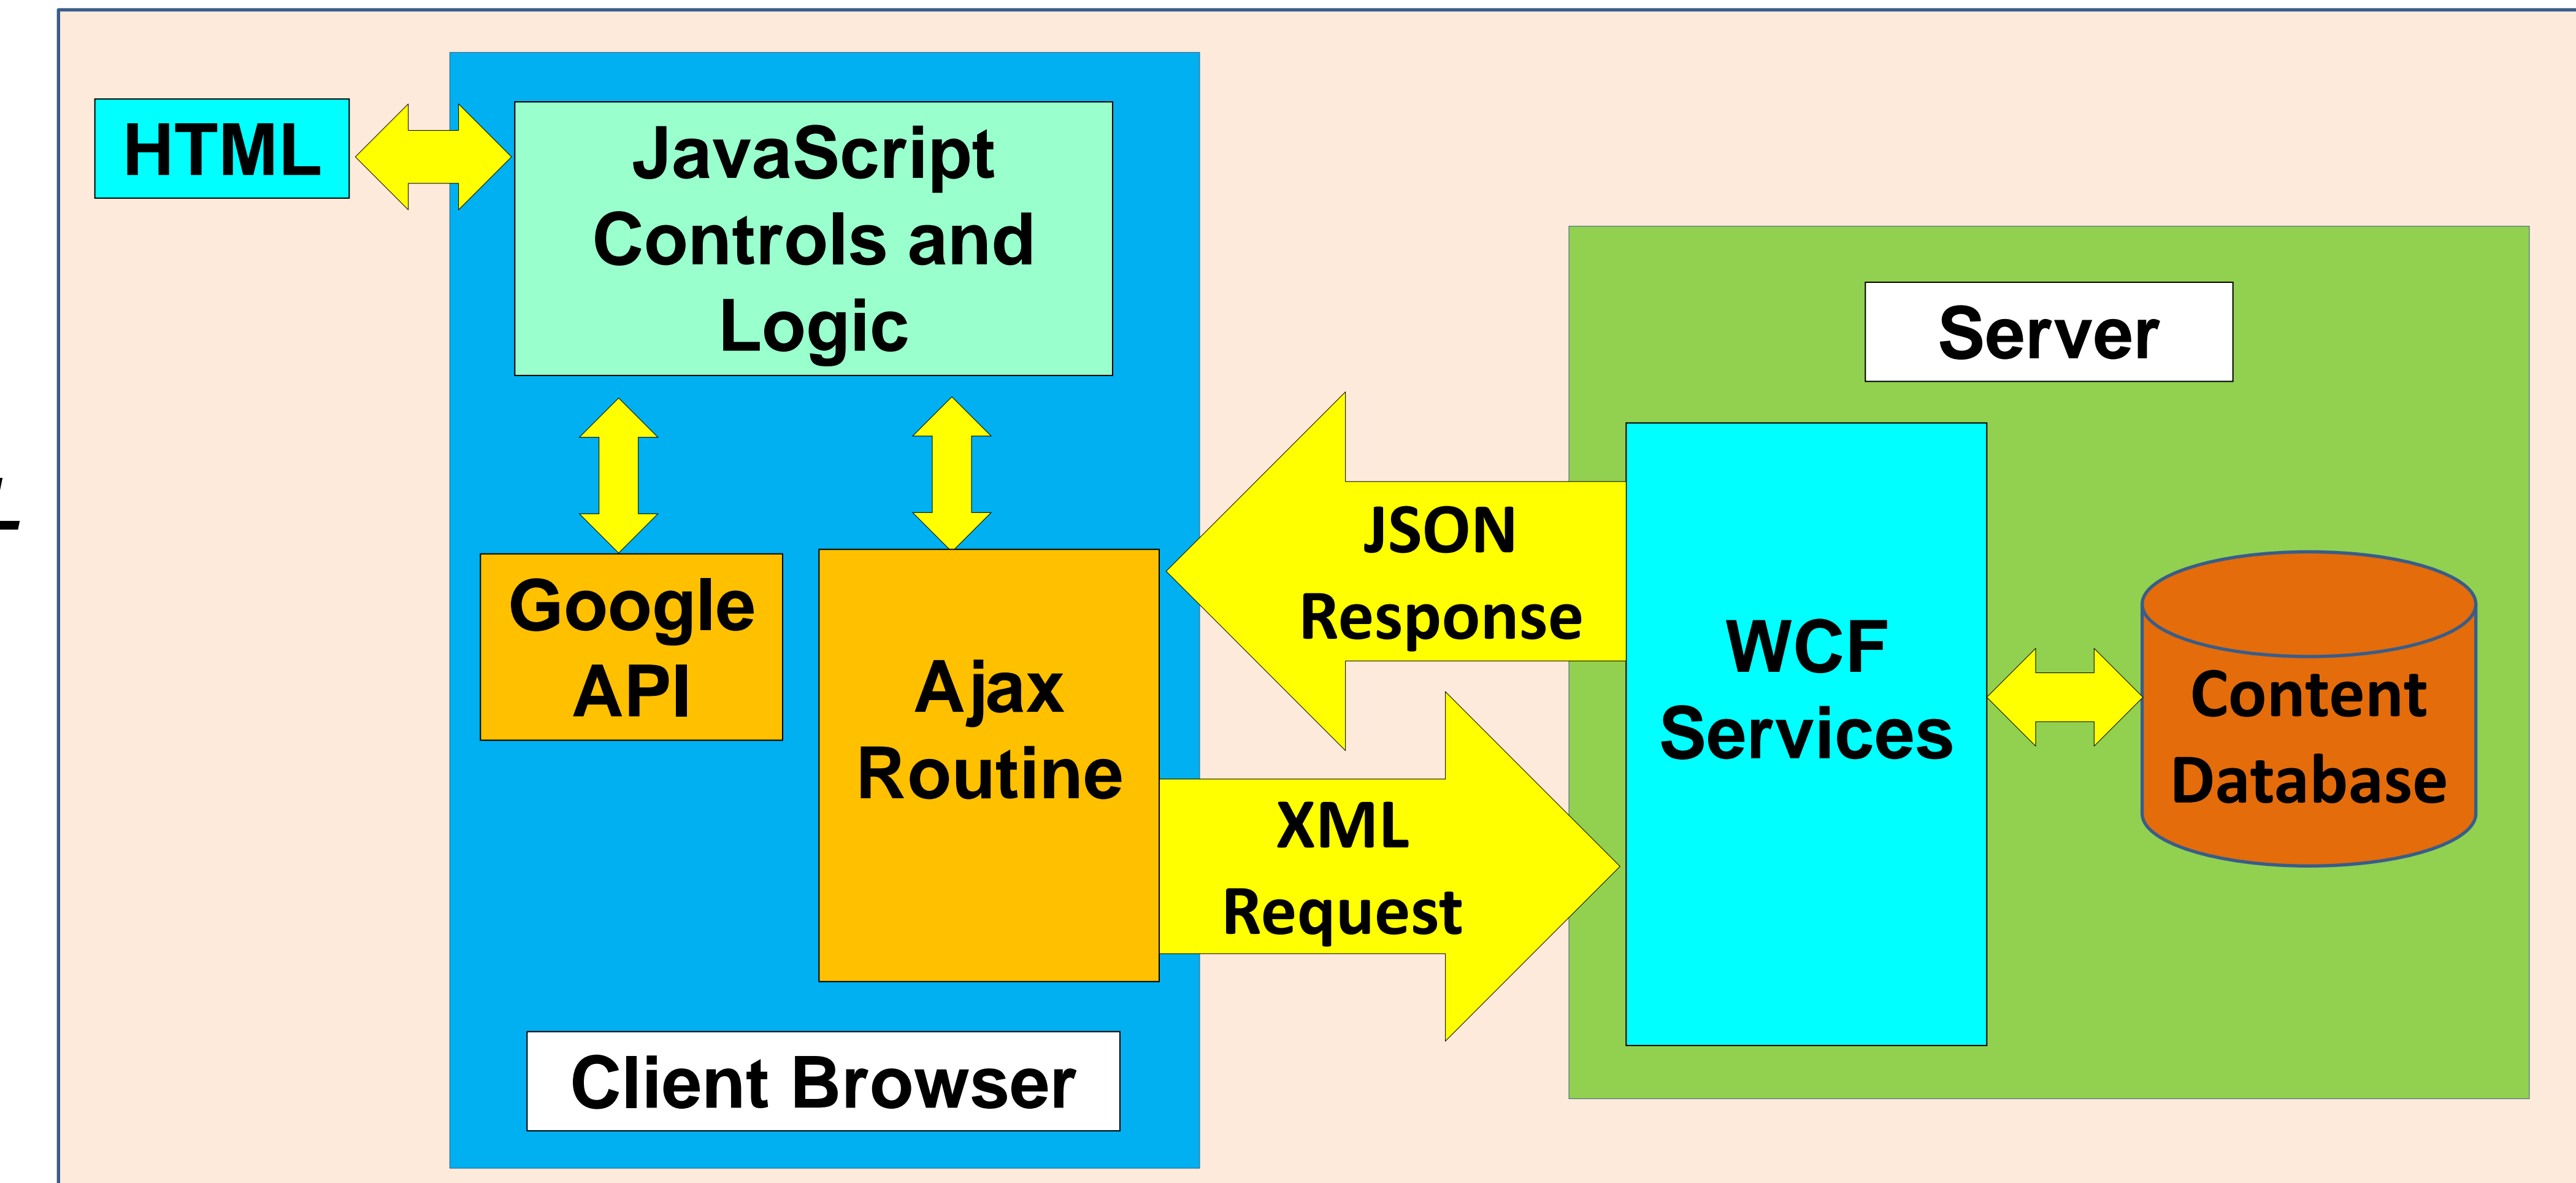 HTML
JavaScript
Controls and
Logic
Server
JSON
Response
Google
API
Ajax
Routine
WCF
Services
Content
Database
XML
Request
Client Browser